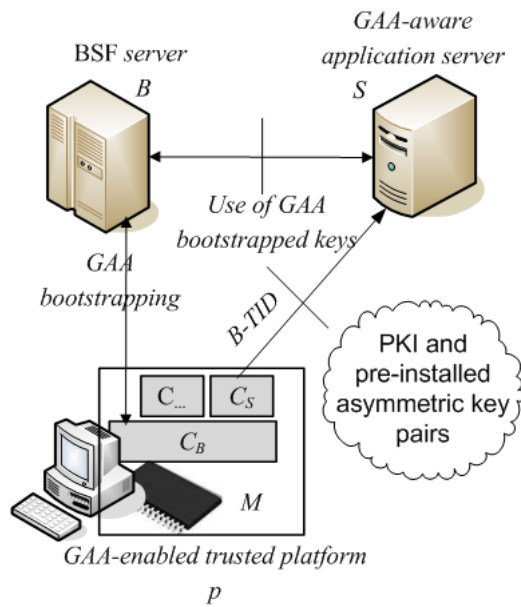 BSF server
B
GAA-aware
application server
S
Use of GAA
bootstrapped keys
GAA
bootstrapping
B-TID
PKI and
pre-installed
asymmetric key
pairs
C...
CS
CB
M
GAA-enabled trusted platform
p